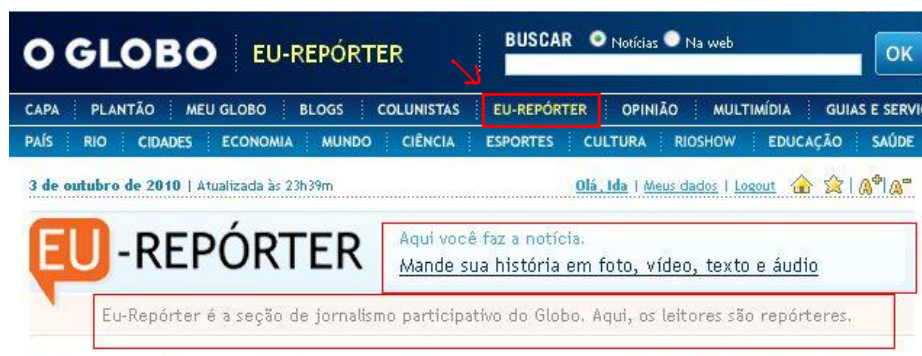 O GLOBO EU-REPÓRTER BUSCAR Notícias Na web
OK
CAPA PLANTÃO MEU GLOBO BLOGS COLUNISTAS EU-REPÓRTER OPINIÃO MULTIMÍDIA GUIAS E SERVI
PAÍS RIO CIDADES ECONOMIA MUNDO CIÊNCIA ESPORTES CULTURA RIOSHOW EDUCAÇÃO SAÚDE
3 de outubro de 2010 | Atualizada às 23h39m Olá, Ida | Meus dados | Logout | A+ | A-
EU-REPÓRTER
Aqui você faz a notícia.
Mande sua história em foto, vídeo, texto e áudio
Eu-Repórter é a seção de jornalismo participativo do Globo. Aqui, os leitores são repórteres.